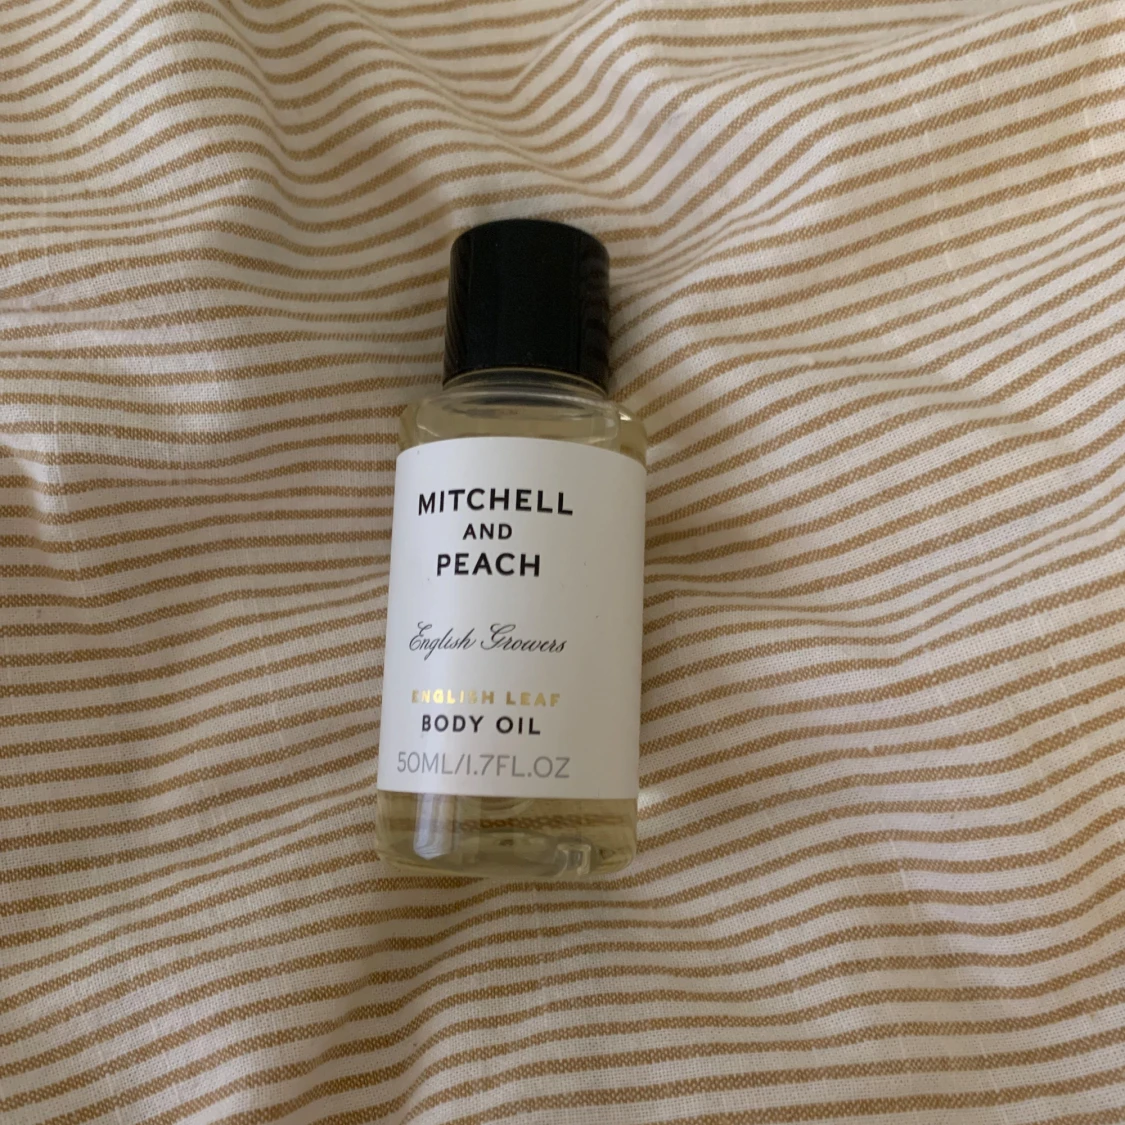 MITCHELL
AND
PEACH
English Growers
ENGLISH LEAF
BODY OIL
50ML/1.7FL.OZ